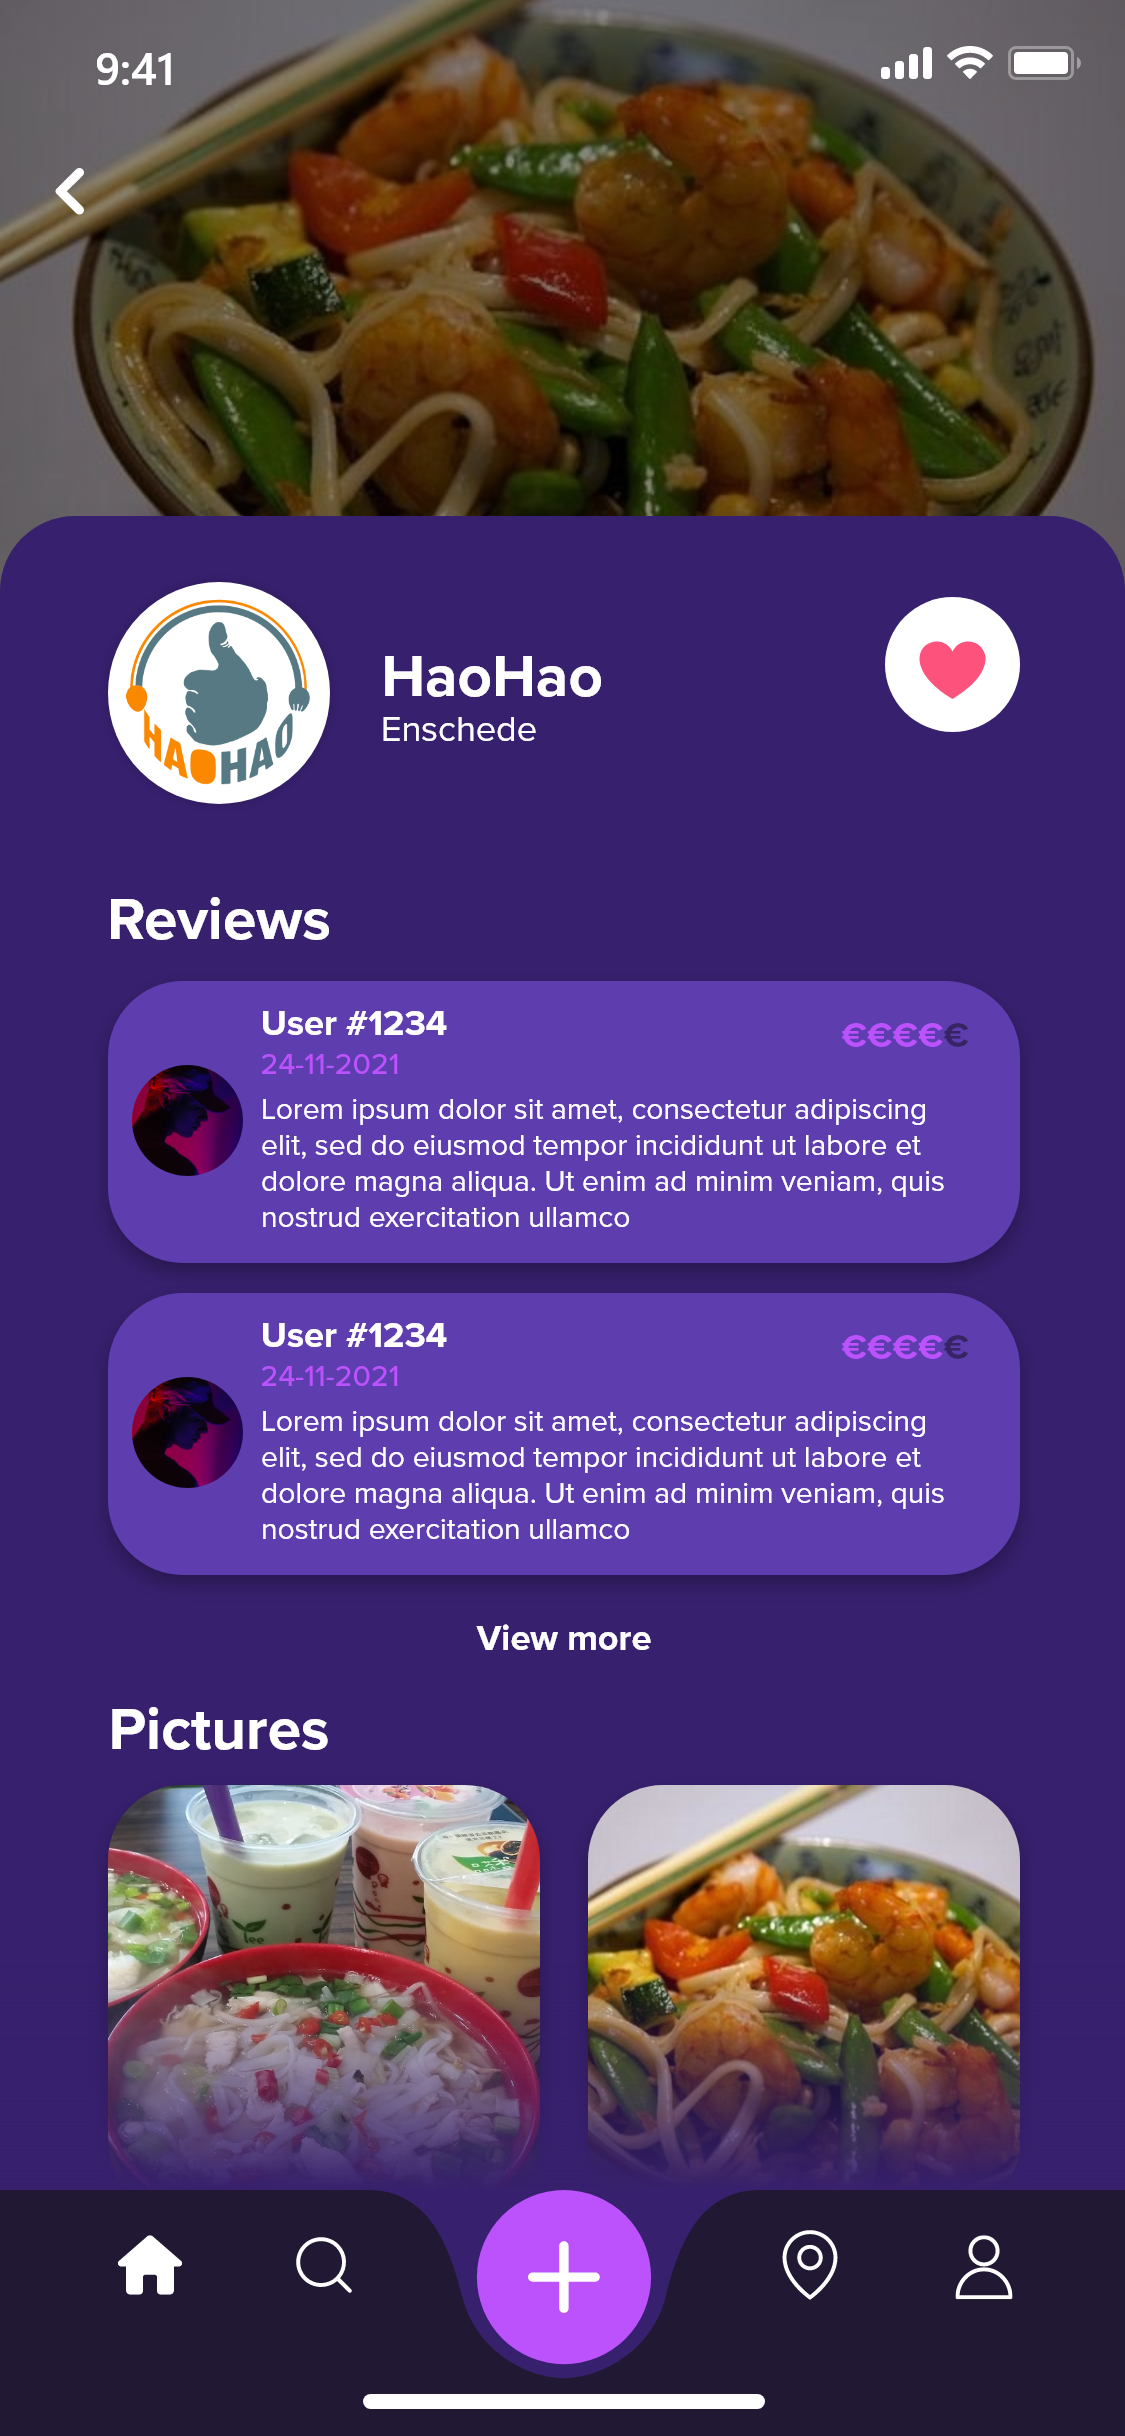 9:41
HAOHAO
HaoHao
Enschede
Reviews
User #1234
€€€€€
24-11-2021
Lorem ipsum dolor sit amet, consectetur adipiscing
elit, sed do eiusmod tempor incididunt ut labore et
dolore magna aliqua. Ut enim ad minim veniam, quis
nostrud exercitation ullamco
User #1234
€€€€€
24-11-2021
Lorem ipsum dolor sit amet, consectetur adipiscing
elit, sed do eiusmod tempor incididunt ut labore et
dolore magna aliqua. Ut enim ad minim veniam, quis
nostrud exercitation ullamco
View more
Pictures